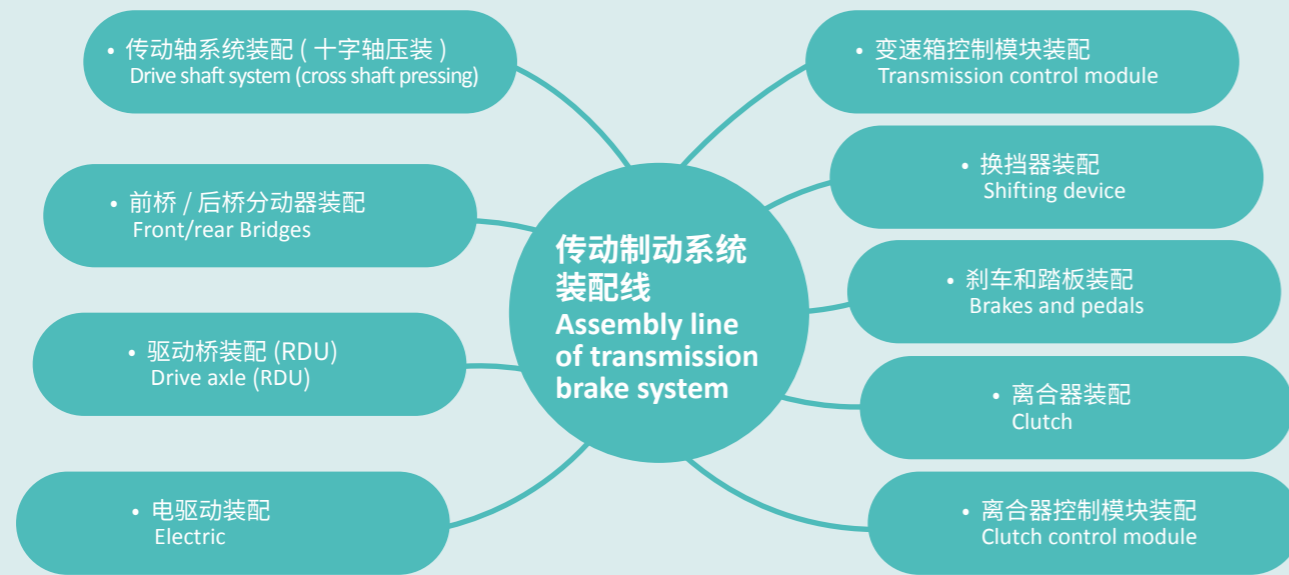 • 传动轴系统装配 ( 十字轴压装 )
Drive shaft system (cross shaft pressing)
• 前桥 / 后桥分动器装配
Front/rear Bridges
• 驱动桥装配 (RDU)
Drive axle (RDU)
• 电驱动装配
Electric
传动制动系统
装配线
Assembly line
of transmission
brake system
• 变速箱控制模块装配
Transmission control module
• 换挡器装配
Shifting device
• 刹车和踏板装配
Brakes and pedals
• 离合器装配
Clutch
• 离合器控制模块装配
Clutch control module